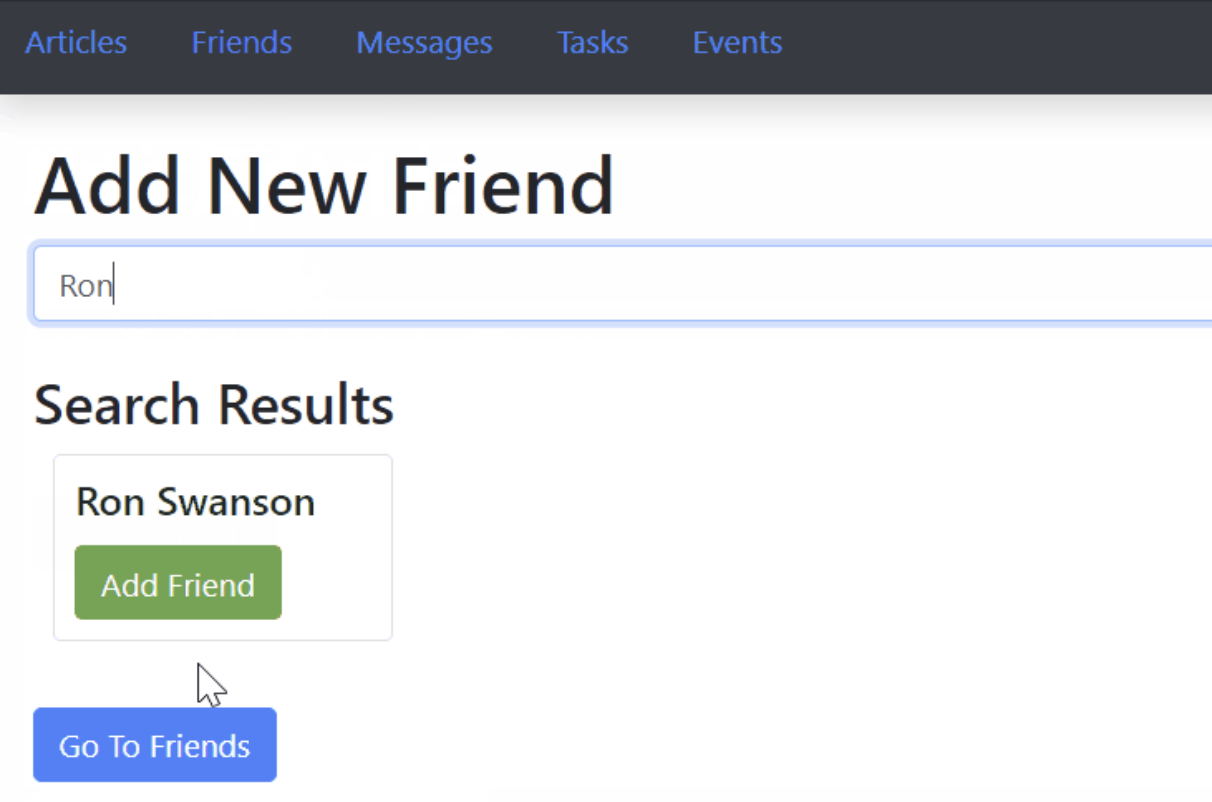 Articles Friends Messages Tasks Events
Add New Friend
Ron
Search Results
Ron Swanson
Add Friend
Go To Friends